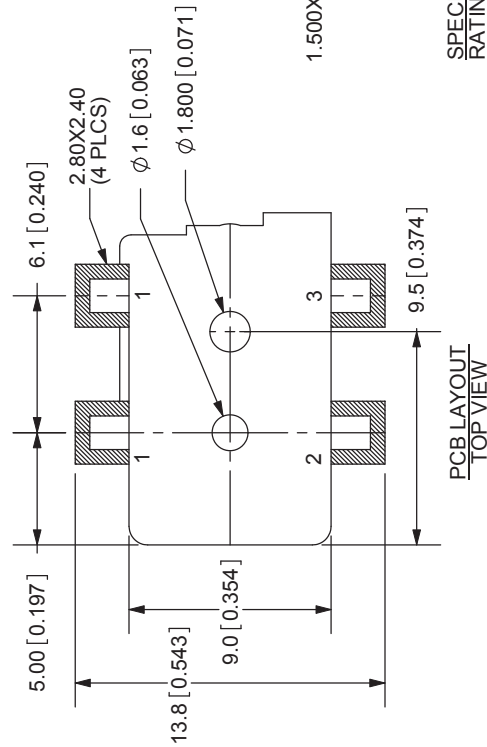 6.1 [0.240]
2.80X2.40
(4 PLCS)
Ø1.6 [0.063]
Ø1.800 [0.071]
5.00 [0.197]
13.8 [0.543]
9.0 [0.354]
1
1
2
3
9.5 [0.374]
PCB LAYOUT
TOP VIEW
1.500X
SPEC
RATIN